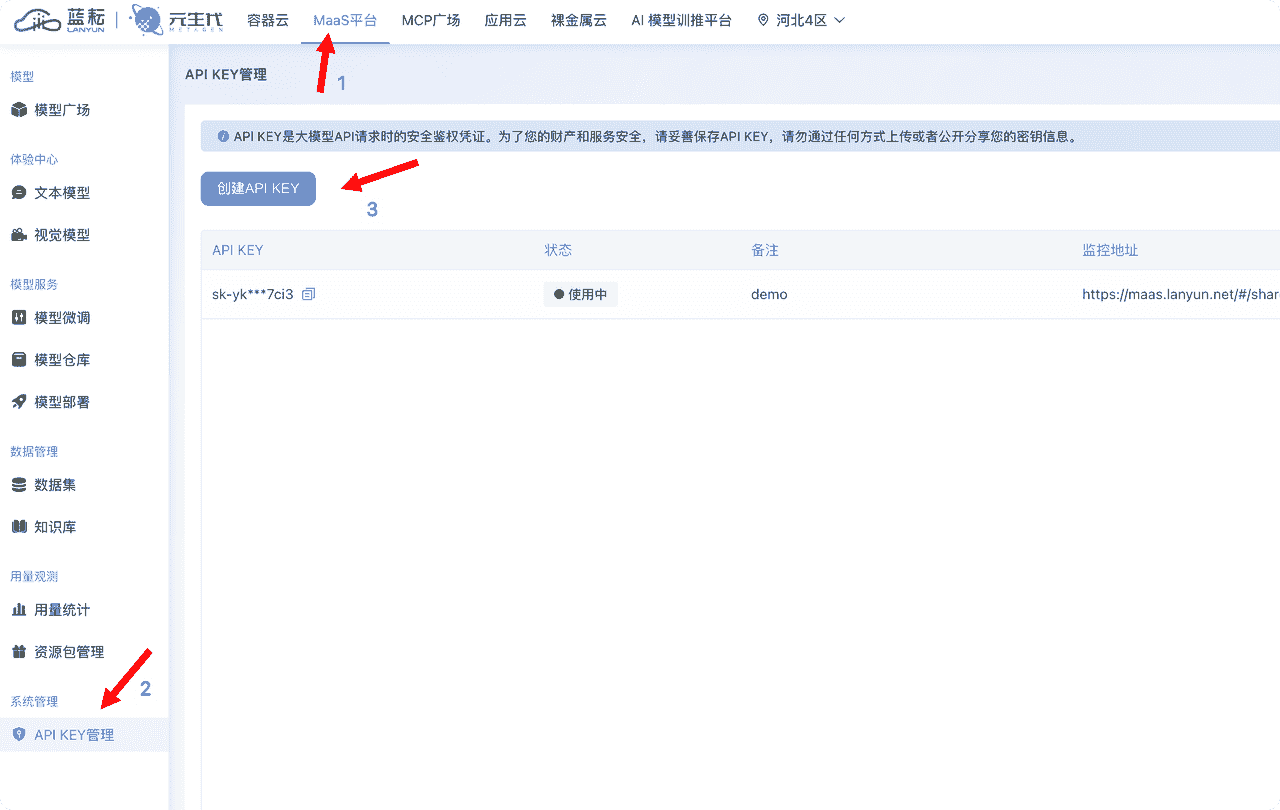 蓝耘 LANYUN 元生代 METAGEN 容器云 MaaS平台 MCP广场 应用云 裸金属云 AI 模型训推平台 河北4区
1
模型
模型广场
体验中心
文本模型
视觉模型
模型服务
模型微调
模型仓库
模型部署
数据管理
数据集
知识库
用量观测
用量统计
资源包管理
2
系统管理
API KEY管理
API KEY管理
API KEY是大模型API请求时的安全鉴权凭证。为了您的财产和服务安全，请妥善保存API KEY，请勿通过任何方式上传或者公开分享您的密钥信息。
创建API KEY
3
API KEY 状态 备注 监控地址
sk-yk***7ci3 使用中 demo https://maas.lanyun.net/#/shar